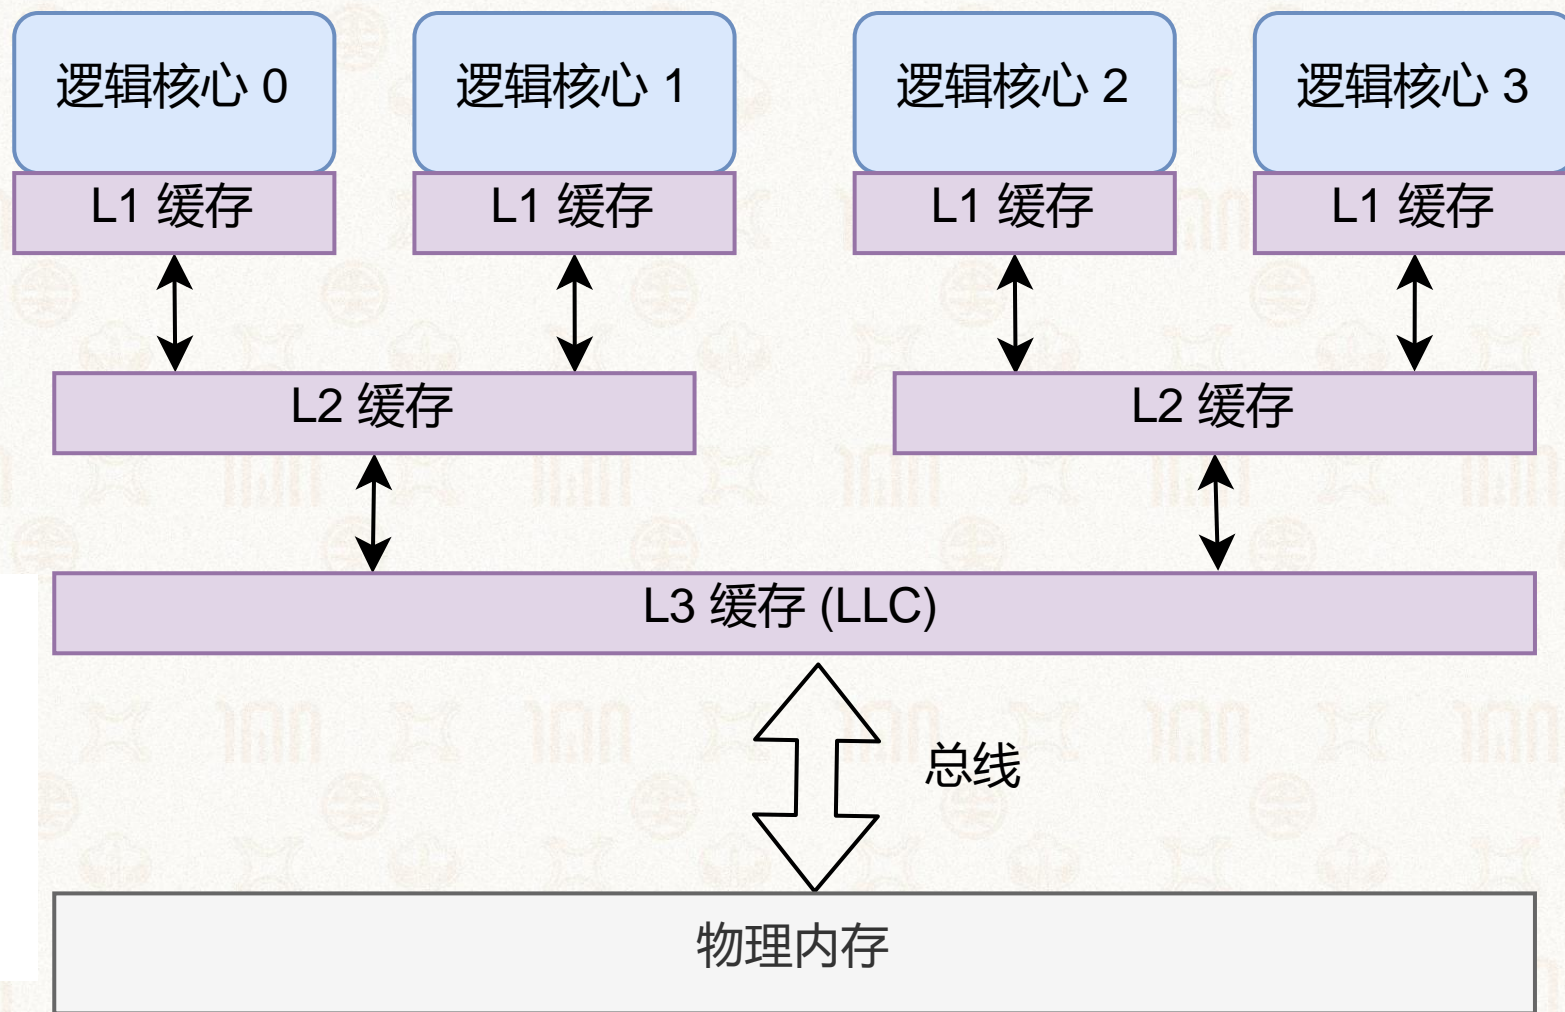 逻辑核心 0
逻辑核心 1
逻辑核心 2
逻辑核心 3
L1 缓存
L1 缓存
L1 缓存
L1 缓存
L2 缓存
L2 缓存
L3 缓存 (LLC)
总线
物理内存